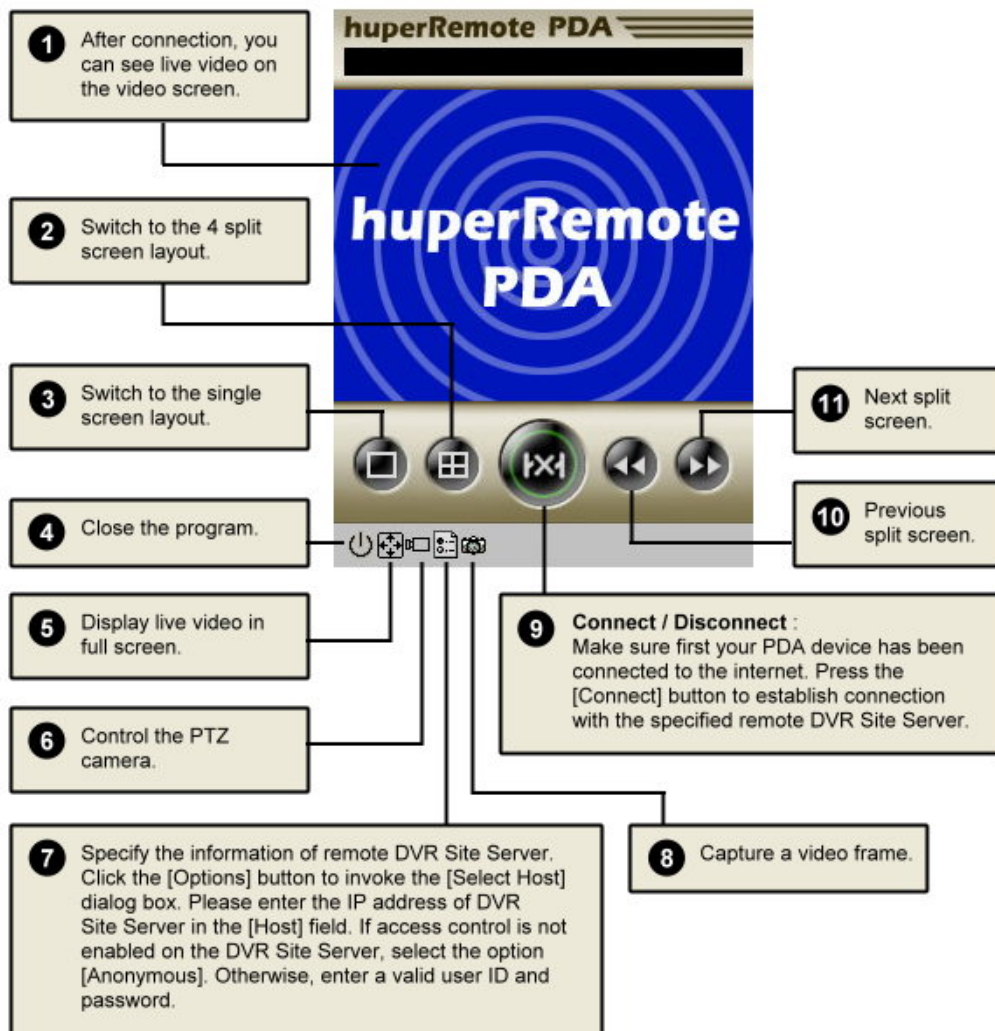 huperRemote PDA
1 After connection, you
can see live video on
the video screen.
huperRemote
PDA
2 Switch to the 4 split
screen layout.
3 Switch to the single
screen layout.
11 Next split
screen.
4 Close the program.
10 Previous
split screen.
5 Display live video in
full screen.
9 Connect / Disconnect :
Make sure first your PDA device has been
connected to the internet. Press the
[Connect] button to establish connection
with the specified remote DVR Site Server.
6 Control the PTZ
camera.
7 Specify the information of remote DVR Site Server.
Click the [Options] button to invoke the [Select Host]
dialog box. Please enter the IP address of DVR
Site Server in the [Host] field. If access control is not
enabled on the DVR Site Server, select the option
[Anonymous]. Otherwise, enter a valid user ID and
password.
8 Capture a video frame.